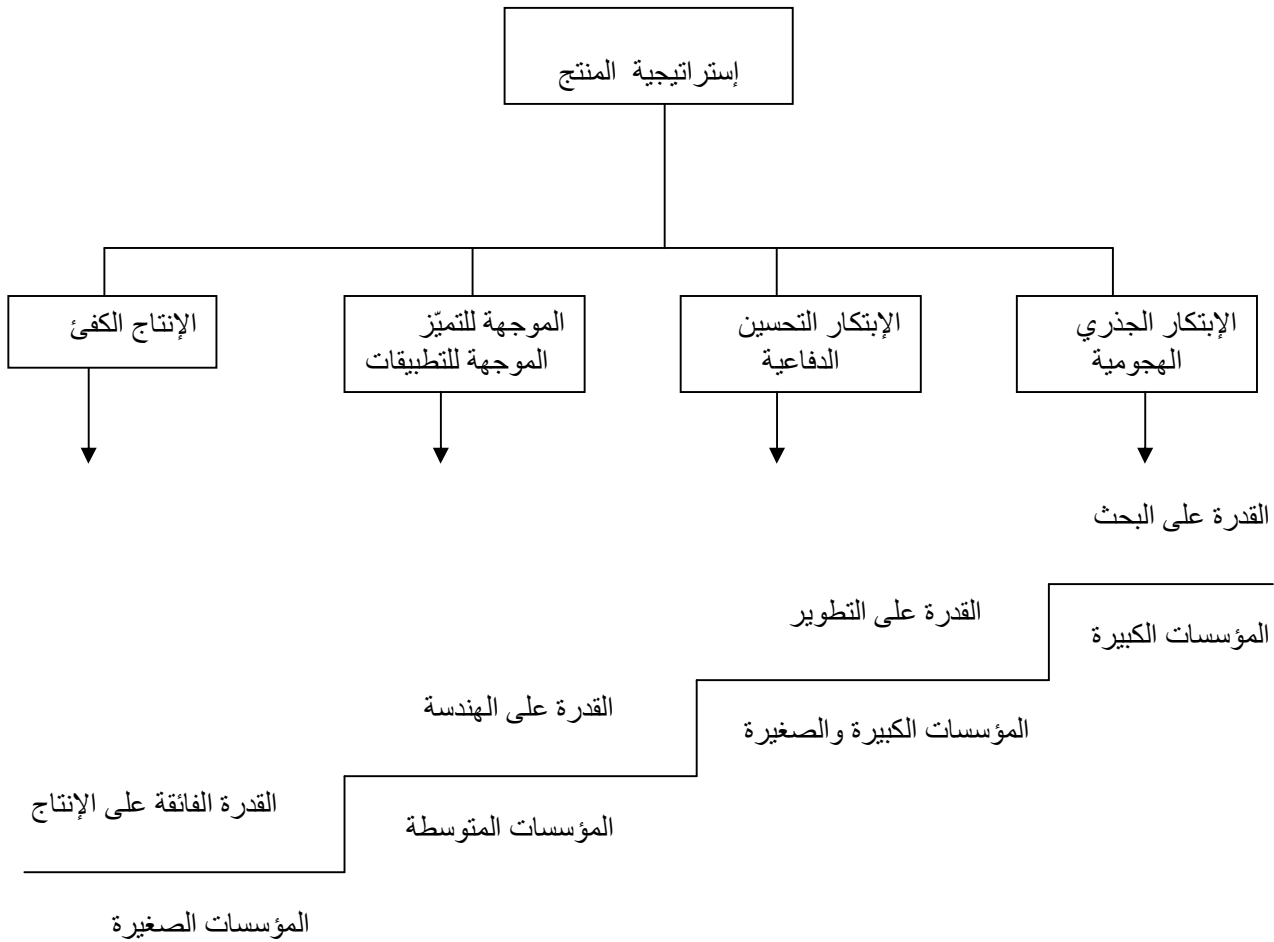 إستراتيجية المنتج
الإبتكار الجذري
الهجومية
الإبتكار التحسين
الدفاعية
الموجهة للتميّز
الموجهة للتطبيقات
الإنتاج الكفئ
القدرة على البحث
المؤسسات الكبيرة
القدرة على التطوير
المؤسسات الكبيرة والصغيرة
القدرة على الهندسة
المؤسسات المتوسطة
القدرة الفائقة على الإنتاج
المؤسسات الصغيرة